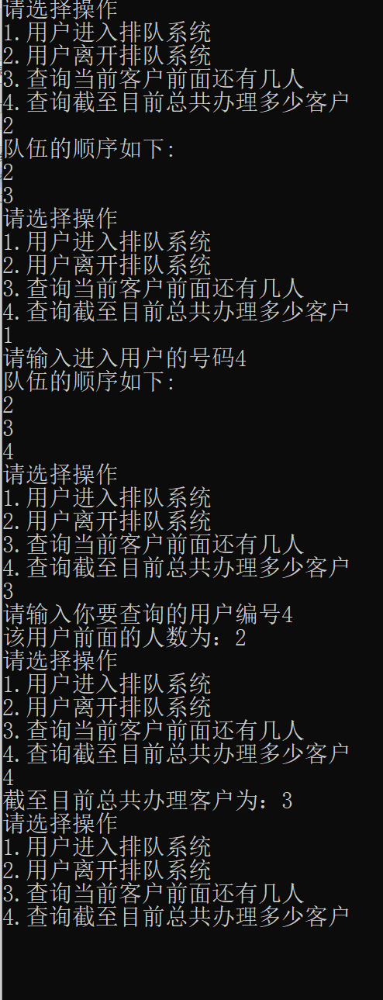 请选择操作
1.用户进入排队系统
2.用户离开排队系统
3.查询当前客户前面还有几人
4.查询截至目前总共办理多少客户
2
队伍的顺序如下:
2
3
请选择操作
1.用户进入排队系统
2.用户离开排队系统
3.查询当前客户前面还有几人
4.查询截至目前总共办理多少客户
1
请输入进入用户的号码4
队伍的顺序如下:
2
3
4
请选择操作
1.用户进入排队系统
2.用户离开排队系统
3.查询当前客户前面还有几人
4.查询截至目前总共办理多少客户
3
请输入你要查询的用户编号4
该用户前面的人数为：2
请选择操作
1.用户进入排队系统
2.用户离开排队系统
3.查询当前客户前面还有几人
4.查询截至目前总共办理多少客户
4
截至目前总共办理客户为：3
请选择操作
1.用户进入排队系统
2.用户离开排队系统
3.查询当前客户前面还有几人
4.查询截至目前总共办理多少客户